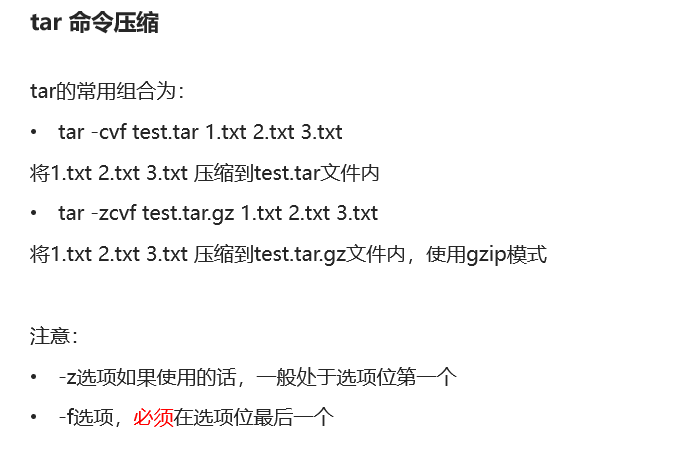 tar 命令压缩
tar的常用组合为：
• tar -cvf test.tar 1.txt 2.txt 3.txt
将1.txt 2.txt 3.txt 压缩到test.tar文件内
• tar -zcvf test.tar.gz 1.txt 2.txt 3.txt
将1.txt 2.txt 3.txt 压缩到test.tar.gz文件内，使用gzip模式
注意：
• -z选项如果使用的话，一般处于选项位第一个
• -f选项，必须在选项位最后一个